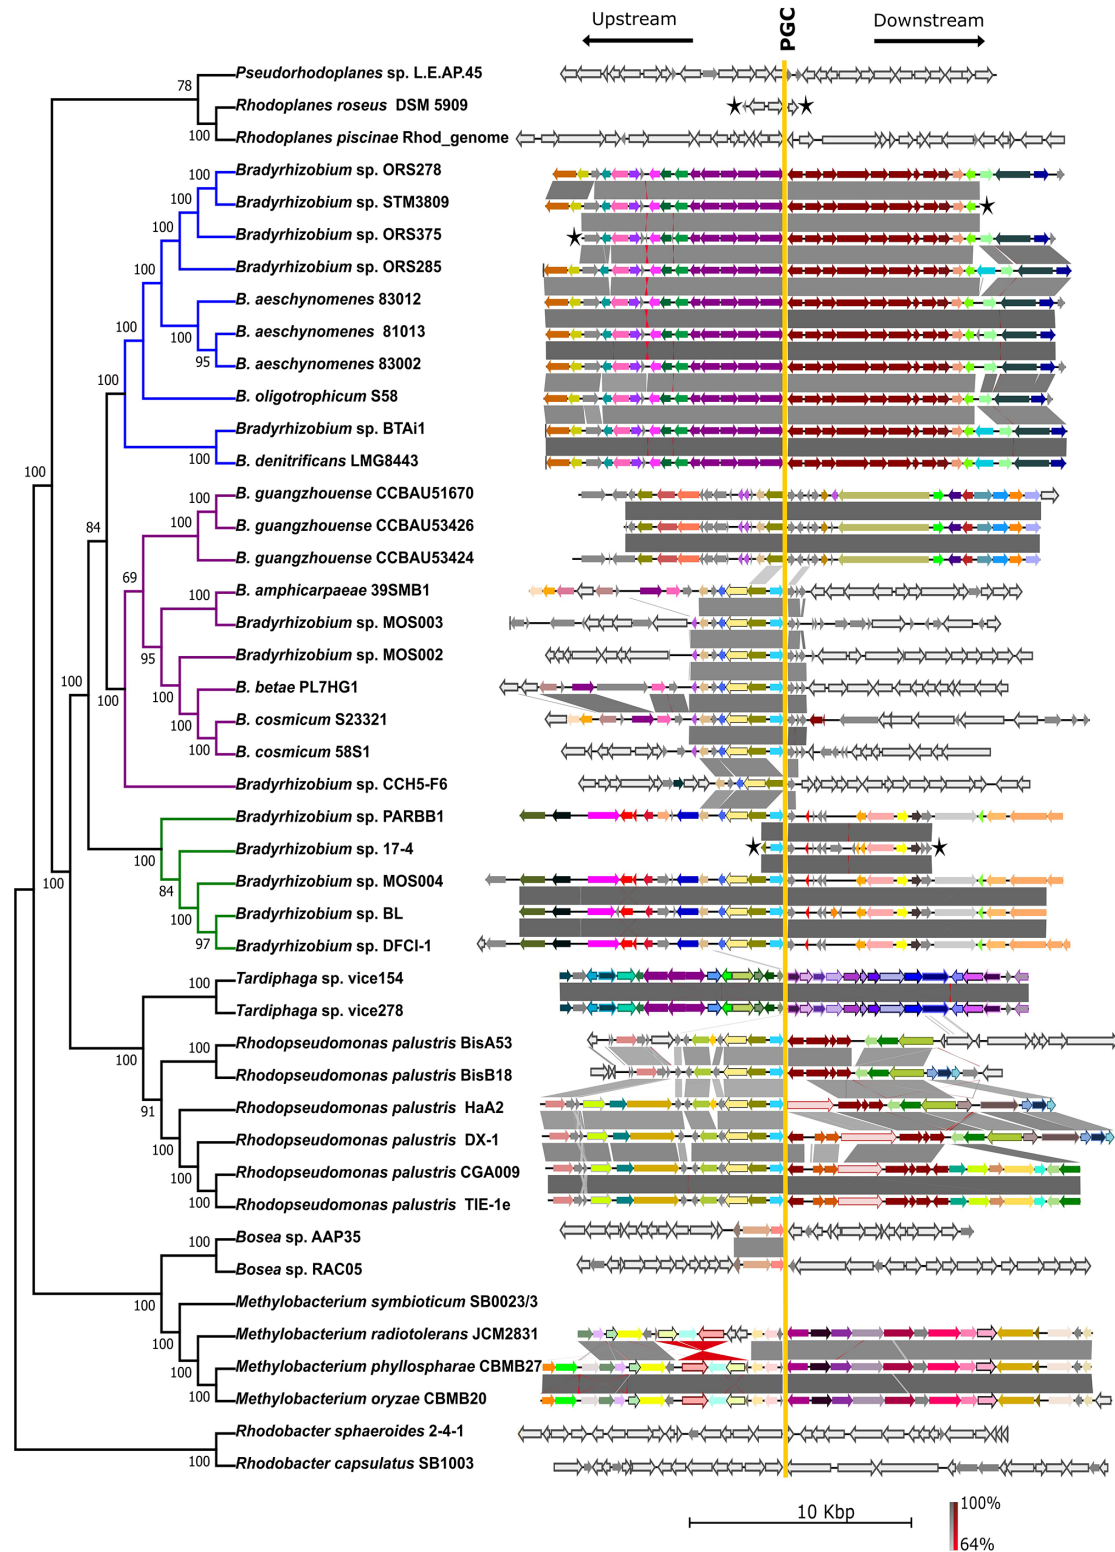 Upstream
PGC
Downstream
Pseudorhodoplanes sp. L.E.AP.45
78
Rhodoplanes roseus DSM 5909
100
Rhodoplanes piscinae Rhod_genome
Bradyrhizobium sp. ORS278
100
Bradyrhizobium sp. STM3809
100
Bradyrhizobium sp. ORS375
100
Bradyrhizobium sp. ORS285
100
B. aeschynomenes 83012
100
B. aeschynomenes 81013
100
95
B. aeschynomenes 83002
100
B. oligotrophicum S58
Bradyrhizobium sp. BTAi1
100
B. denitrificans LMG8443
100
B. guangzhouense CCBAU51670
100
B. guangzhouense CCBAU53426
84
100
B. guangzhouense CCBAU53424
69
B. amphicarpaeae 39SMB1
100
Bradyrhizobium sp. MOS003
95
Bradyrhizobium sp. MOS002
100
100
100
B. betae PL7HG1
100
B. cosmicum S23321
100
B. cosmicum 58S1
Bradyrhizobium sp. CCH5-F6
Bradyrhizobium sp. PARBB1
Bradyrhizobium sp. 17-4
100
100
84
Bradyrhizobium sp. MOS004
100
Bradyrhizobium sp. BL
97
Bradyrhizobium sp. DFCI-1
Tardiphaga sp. vice154
100
Tardiphaga sp. vice278
Rhodopseudomonas palustris BisA53
100
100
Rhodopseudomonas palustris BisB18
91
Rhodopseudomonas palustris HaA2
Rhodopseudomonas palustris DX-1
100
Rhodopseudomonas palustris CGA009
100
100
Rhodopseudomonas palustris TIE-1e
Bosea sp. AAP35
100
Bosea sp. RAC05
100
Methylobacterium symbioticum SB0023/3
Methylobacterium radiotolerans JCM2831
100
Methylobacterium phyllospharae CBMB27
100
Methylobacterium oryzae CBMB20
Rhodobacter sphaeroides 2-4-1
100
Rhodobacter capsulatus SB1003
10 Kbp
100%
64%